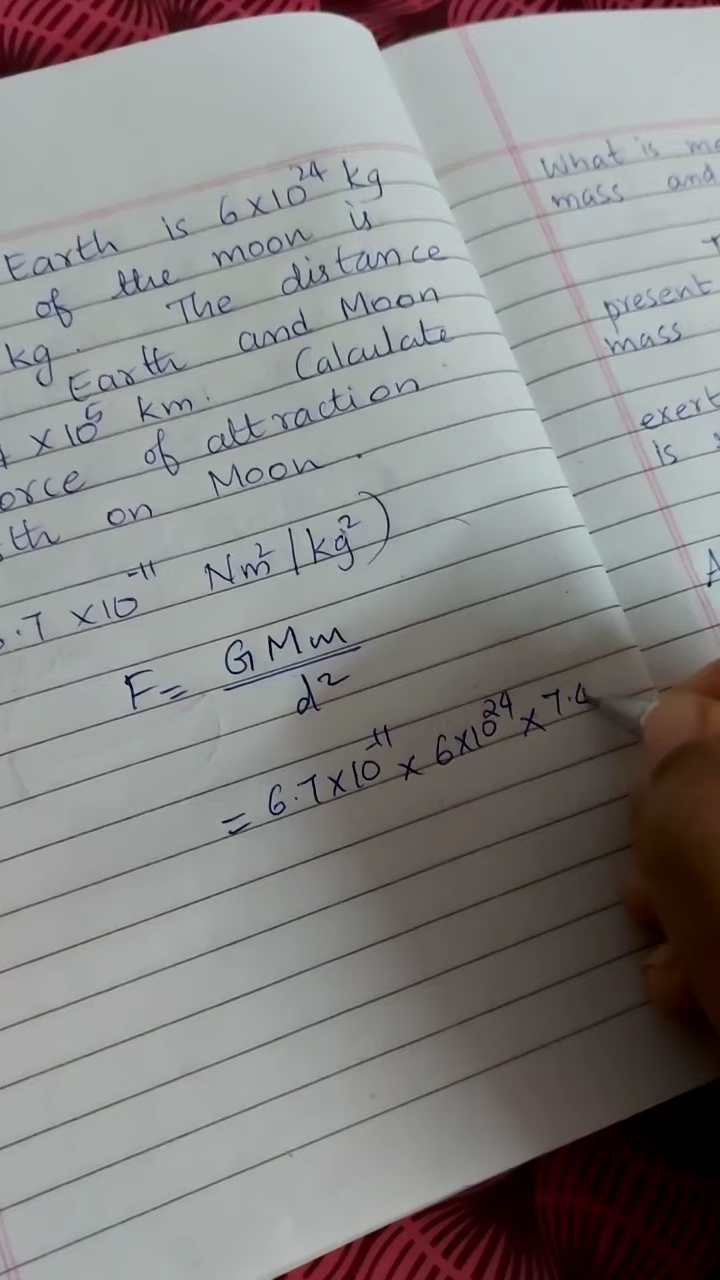 Earth is 6×10²⁴ kg
of the moon is
kg. The distance
Earth and Moon
×10⁵ km. Calculate
orce of attraction
th on Moon.
.7 ×10⁻¹¹ Nm²/kg²)
F = GMm
d²
= 6.7×10⁻¹¹ × 6×10²⁴ × 7.
What is
mass and
present
mass
exert
is